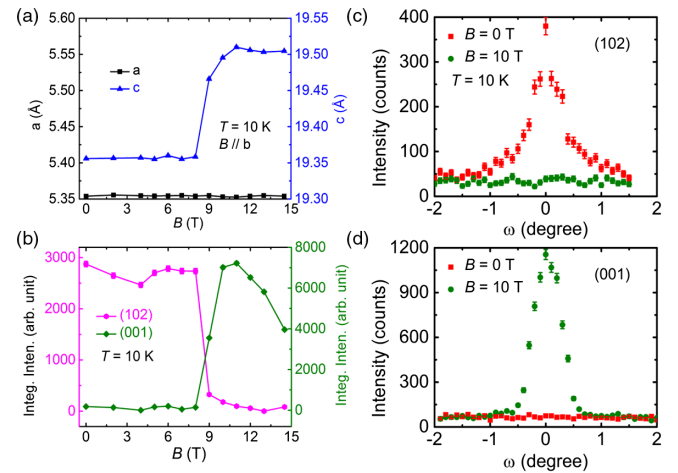 (a)
5.60
5.55
5.50
5.45
5.40
5.35
a (Å)
a
c
T = 10 K
B // b
19.55
19.50
19.45
19.40
19.35
19.30
c (Å)
0 3 6 9 12 15
B (T)
(b)
3000
2000
1000
0
Integ. Inten. (arb. unit)
(102)
(001)
T = 10 K
8000
6000
4000
2000
0
Integ. Inten. (arb. unit)
0 3 6 9 12 15
B (T)
(c)
400
300
200
100
0
Intensity (counts)
B = 0 T
B = 10 T
T = 10 K
(102)
-2 -1 0 1 2
ω (degree)
(d)
1200
900
600
300
0
Intensity (counts)
B = 0 T
B = 10 T
(001)
-2 -1 0 1 2
ω (degree)